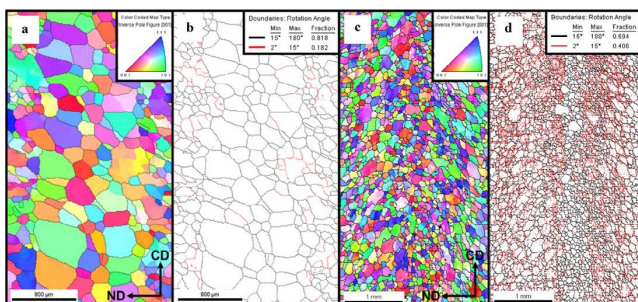 a
Color Coded Map Type:
Inverse Pole Figure [001]
111
001 101
CD
ND
800 µm
b
Boundaries: Rotation Angle
Min Max Fraction
15° 180° 0.818
2° 15° 0.182
800 µm
c
Color Coded Map Type:
Inverse Pole Figure [001]
111
001 101
CD
ND
1 mm
d
Boundaries: Rotation Angle
Min Max Fraction
15° 180° 0.594
2° 15° 0.406
1 mm